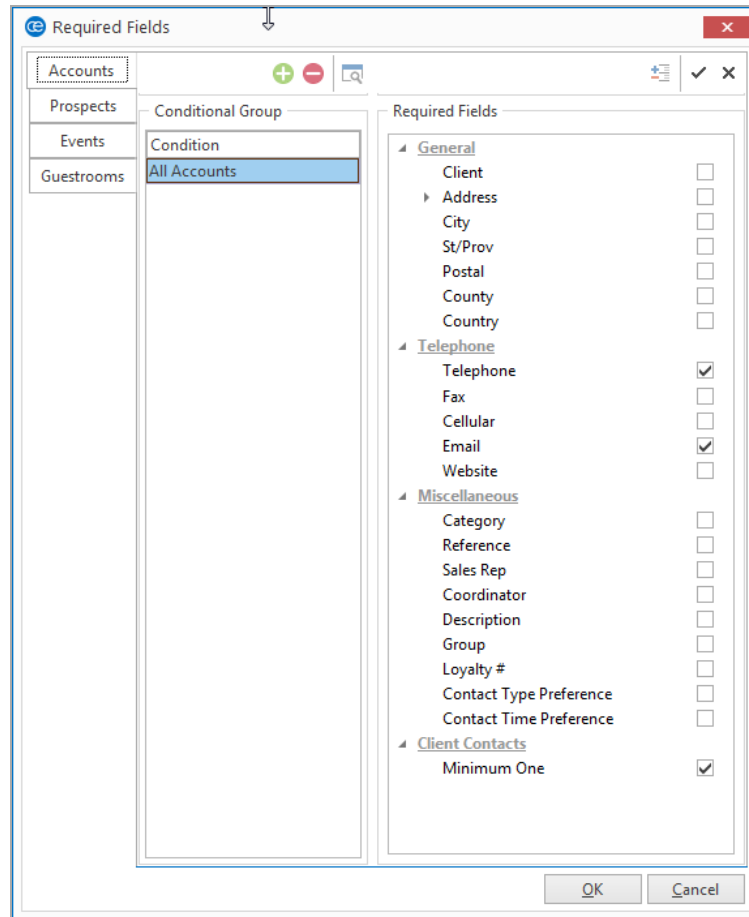 Required Fields
Accounts
Prospects
Events
Guestrooms
Conditional Group
Condition
All Accounts
Required Fields
General
Client
Address
City
St/Prov
Postal
County
Country
Telephone
Telephone
Fax
Cellular
Email
Website
Miscellaneous
Category
Reference
Sales Rep
Coordinator
Description
Group
Loyalty #
Contact Type Preference
Contact Time Preference
Client Contacts
Minimum One
OK
Cancel